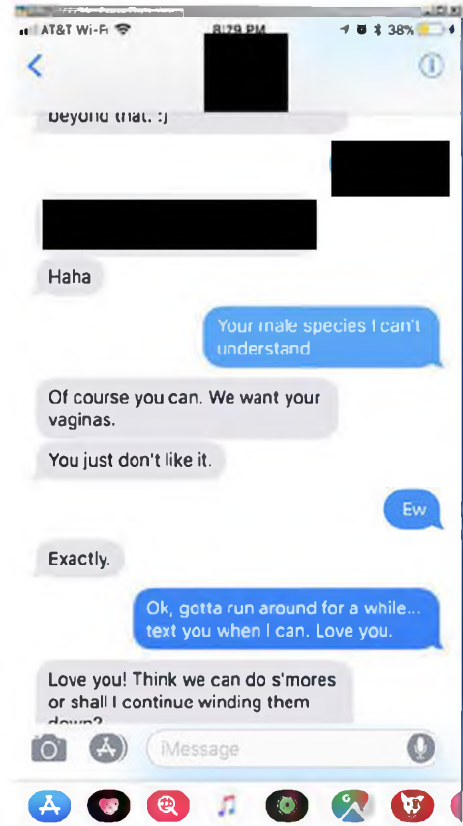 AT&T Wi-Fi
8:29 PM
38%
beyond that. :]
Haha
Your male species I can't
understand
Of course you can. We want your
vaginas.
You just don't like it.
Ew
Exactly.
Ok, gotta run around for a while...
text you when I can. Love you.
Love you! Think we can do s'mores
or shall I continue winding them
down?
iMessage